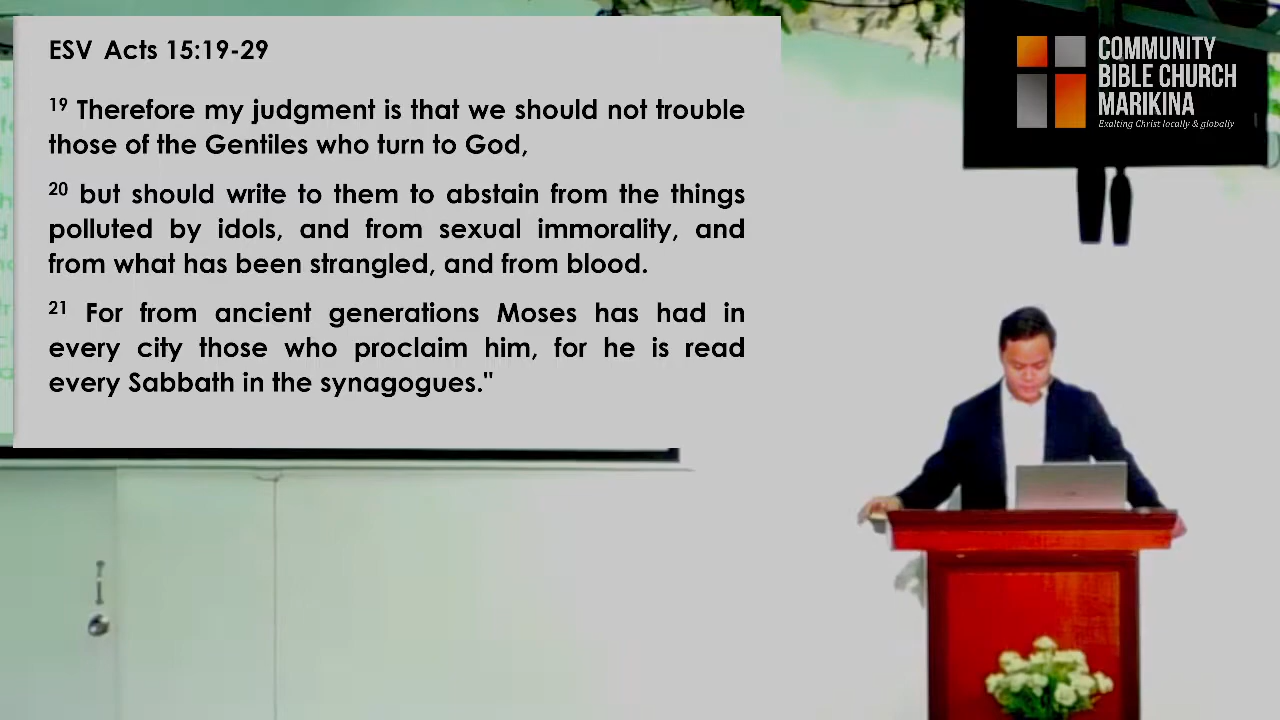 ESV Acts 15:19-29
19 Therefore my judgment is that we should not trouble
those of the Gentiles who turn to God,
20 but should write to them to abstain from the things
polluted by idols, and from sexual immorality, and
from what has been strangled, and from blood.
21 For from ancient generations Moses has had in
every city those who proclaim him, for he is read
every Sabbath in the synagogues."
COMMUNITY
BIBLE CHURCH
MARIKINA
Exalting Christ locally & globally